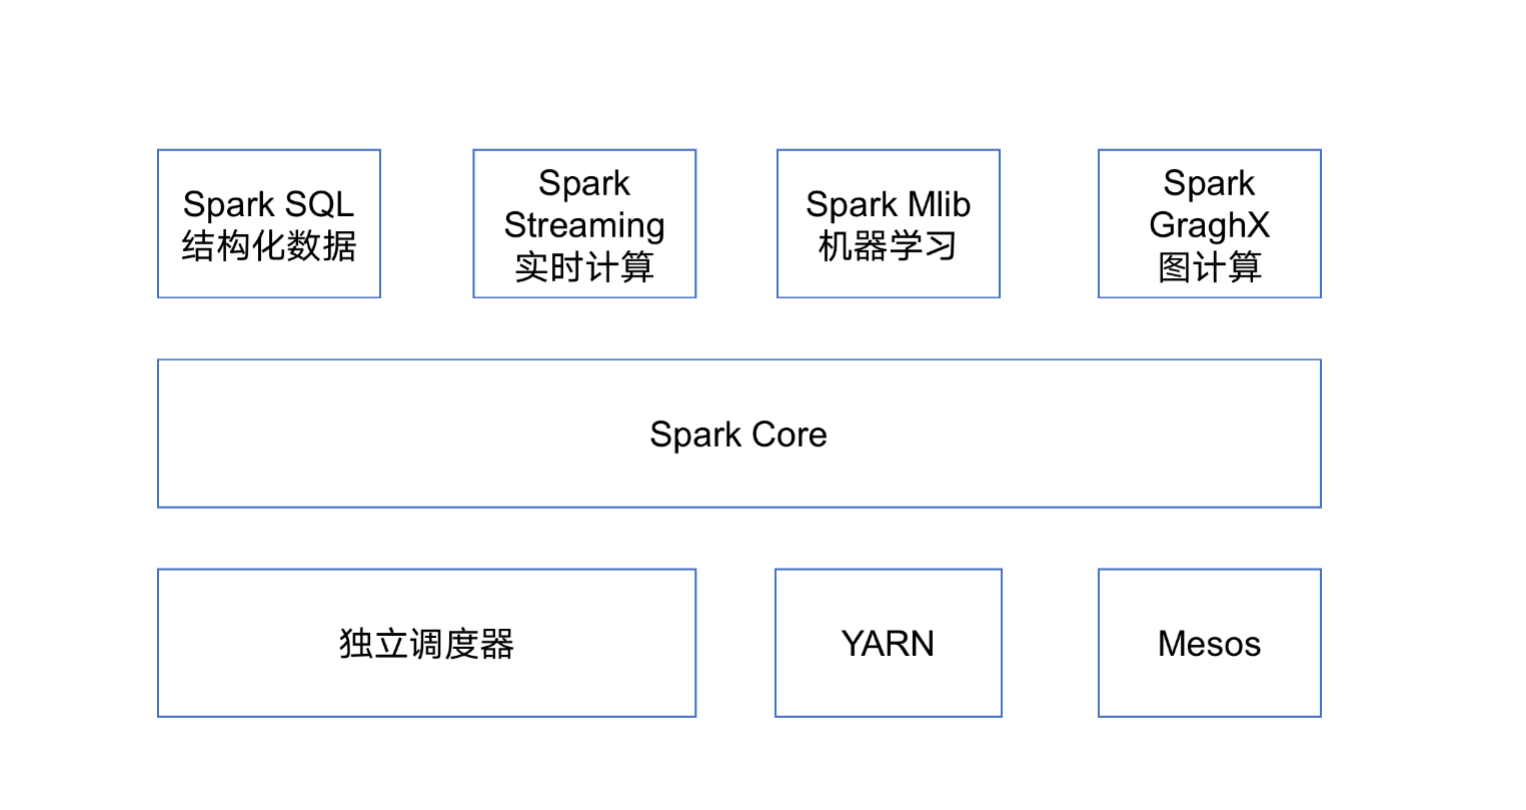 Spark SQL
结构化数据
Spark
Streaming
实时计算
Spark Mlib
机器学习
Spark
GraghX
图计算
Spark Core
独立调度器
YARN
Mesos